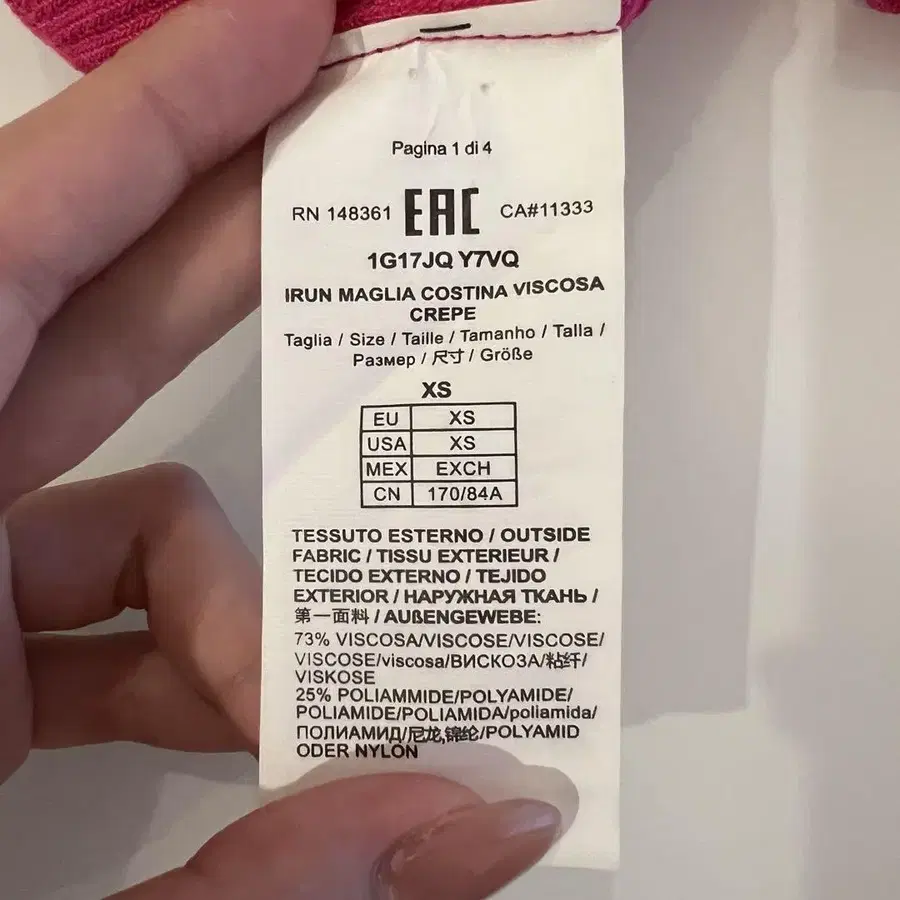 Pagina 1 di 4
RN 148361 EAC CA#11333
1G17JQ Y7VQ
IRUN MAGLIA COSTINA VISCOSA
CREPE
Taglia / Size / Taille / Tamanho / Talla /
Размер / 尺寸 / Größe
XS
EU XS
USA XS
MEX EXCH
CN 170/84A
TESSUTO ESTERNO / OUTSIDE
FABRIC / TISSU EXTERIEUR /
TECIDO EXTERNO / TEJIDO
EXTERIOR / НАРУЖНАЯ ТКАНЬ /
第一面料 / AUßENGEWEBE:
73% VISCOSA/VISCOSE/VISCOSE/
VISCOSE/viscosa/ВИСКОЗА/粘纤/
VISKOSE
25% POLIAMMIDE/POLYAMIDE/
POLIAMIDE/POLIAMIDA/poliamida/
ПОЛИАМИД/尼龙,锦纶/POLYAMID
ODER NYLON